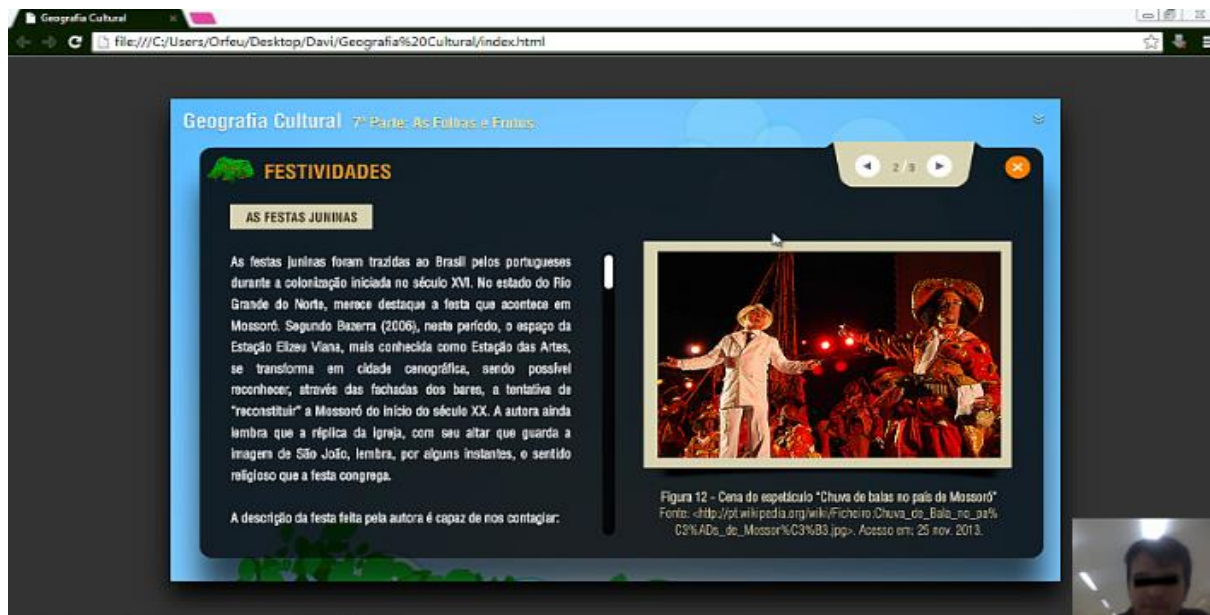 Geografia Cultural
file:///C:/Users/Orfeu/Desktop/Davi/Geografia%20Cultural/index.html
Geografia Cultural 7ª Parte: As Folhas e Frutos
FESTIVIDADES
2/3
AS FESTAS JUNINAS
As festas juninas foram trazidas ao Brasil pelos portugueses
durante a colonização iniciada no século XVI. No estado do Rio
Grande do Norte, merece destaque a festa que acontece em
Mossoró. Segundo Bezerra (2006), neste período, o espaço da
Estação Elizeu Viana, mais conhecida como Estação das Artes,
se transforma em cidade cenográfica, sendo possível
reconhecer, através das fachadas dos bares, a tentativa de
"reconstituir" a Mossoró do início do século XX. A autora ainda
lembra que a réplica da igreja, com seu altar que guarda a
imagem de São João, lembra, por alguns instantes, o sentido
religioso que a festa congrega.
A descrição da festa feita pela autora é capaz de nos contagiar:
Figura 12 - Cena do espetáculo "Chuva de balas no país de Mossoró"
Fonte: <http://pt.wikipedia.org/wiki/Ficheiro:Chuva_de_Bala_no_pa%
C3%ADs_de_Mossor%C3%B3.jpg>. Acesso em: 25 nov. 2013.